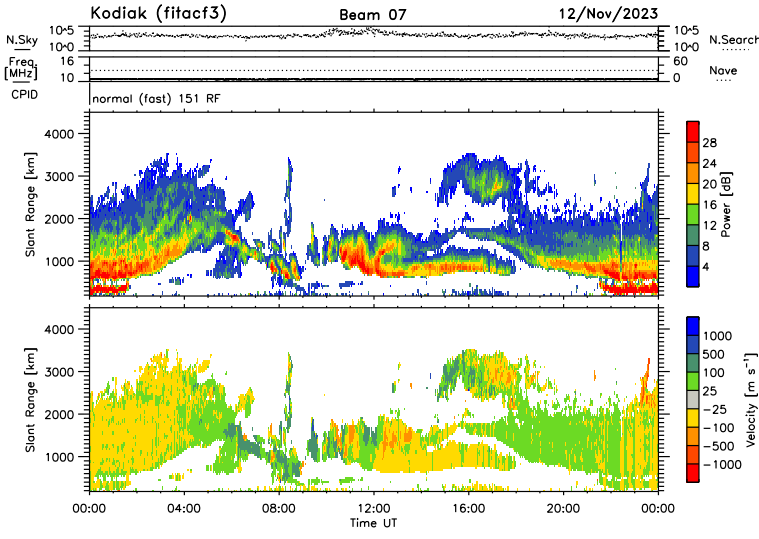 Kodiak (fitacf3) Beam 07 12/Nov/2023
N.Sky 10^5 10^5 N.Search
10^0 10^0
Freq. 16 60
[MHz] Nave
10 0
CPID normal (fast) 151 RF
Slant Range [km]
4000
3000
2000
1000
Power [dB]
28
24
20
16
12
8
4
Slant Range [km]
4000
3000
2000
1000
Velocity [m s⁻¹]
1000
500
100
25
−25
−100
−500
−1000
00:00 04:00 08:00 12:00 16:00 20:00 00:00
Time UT